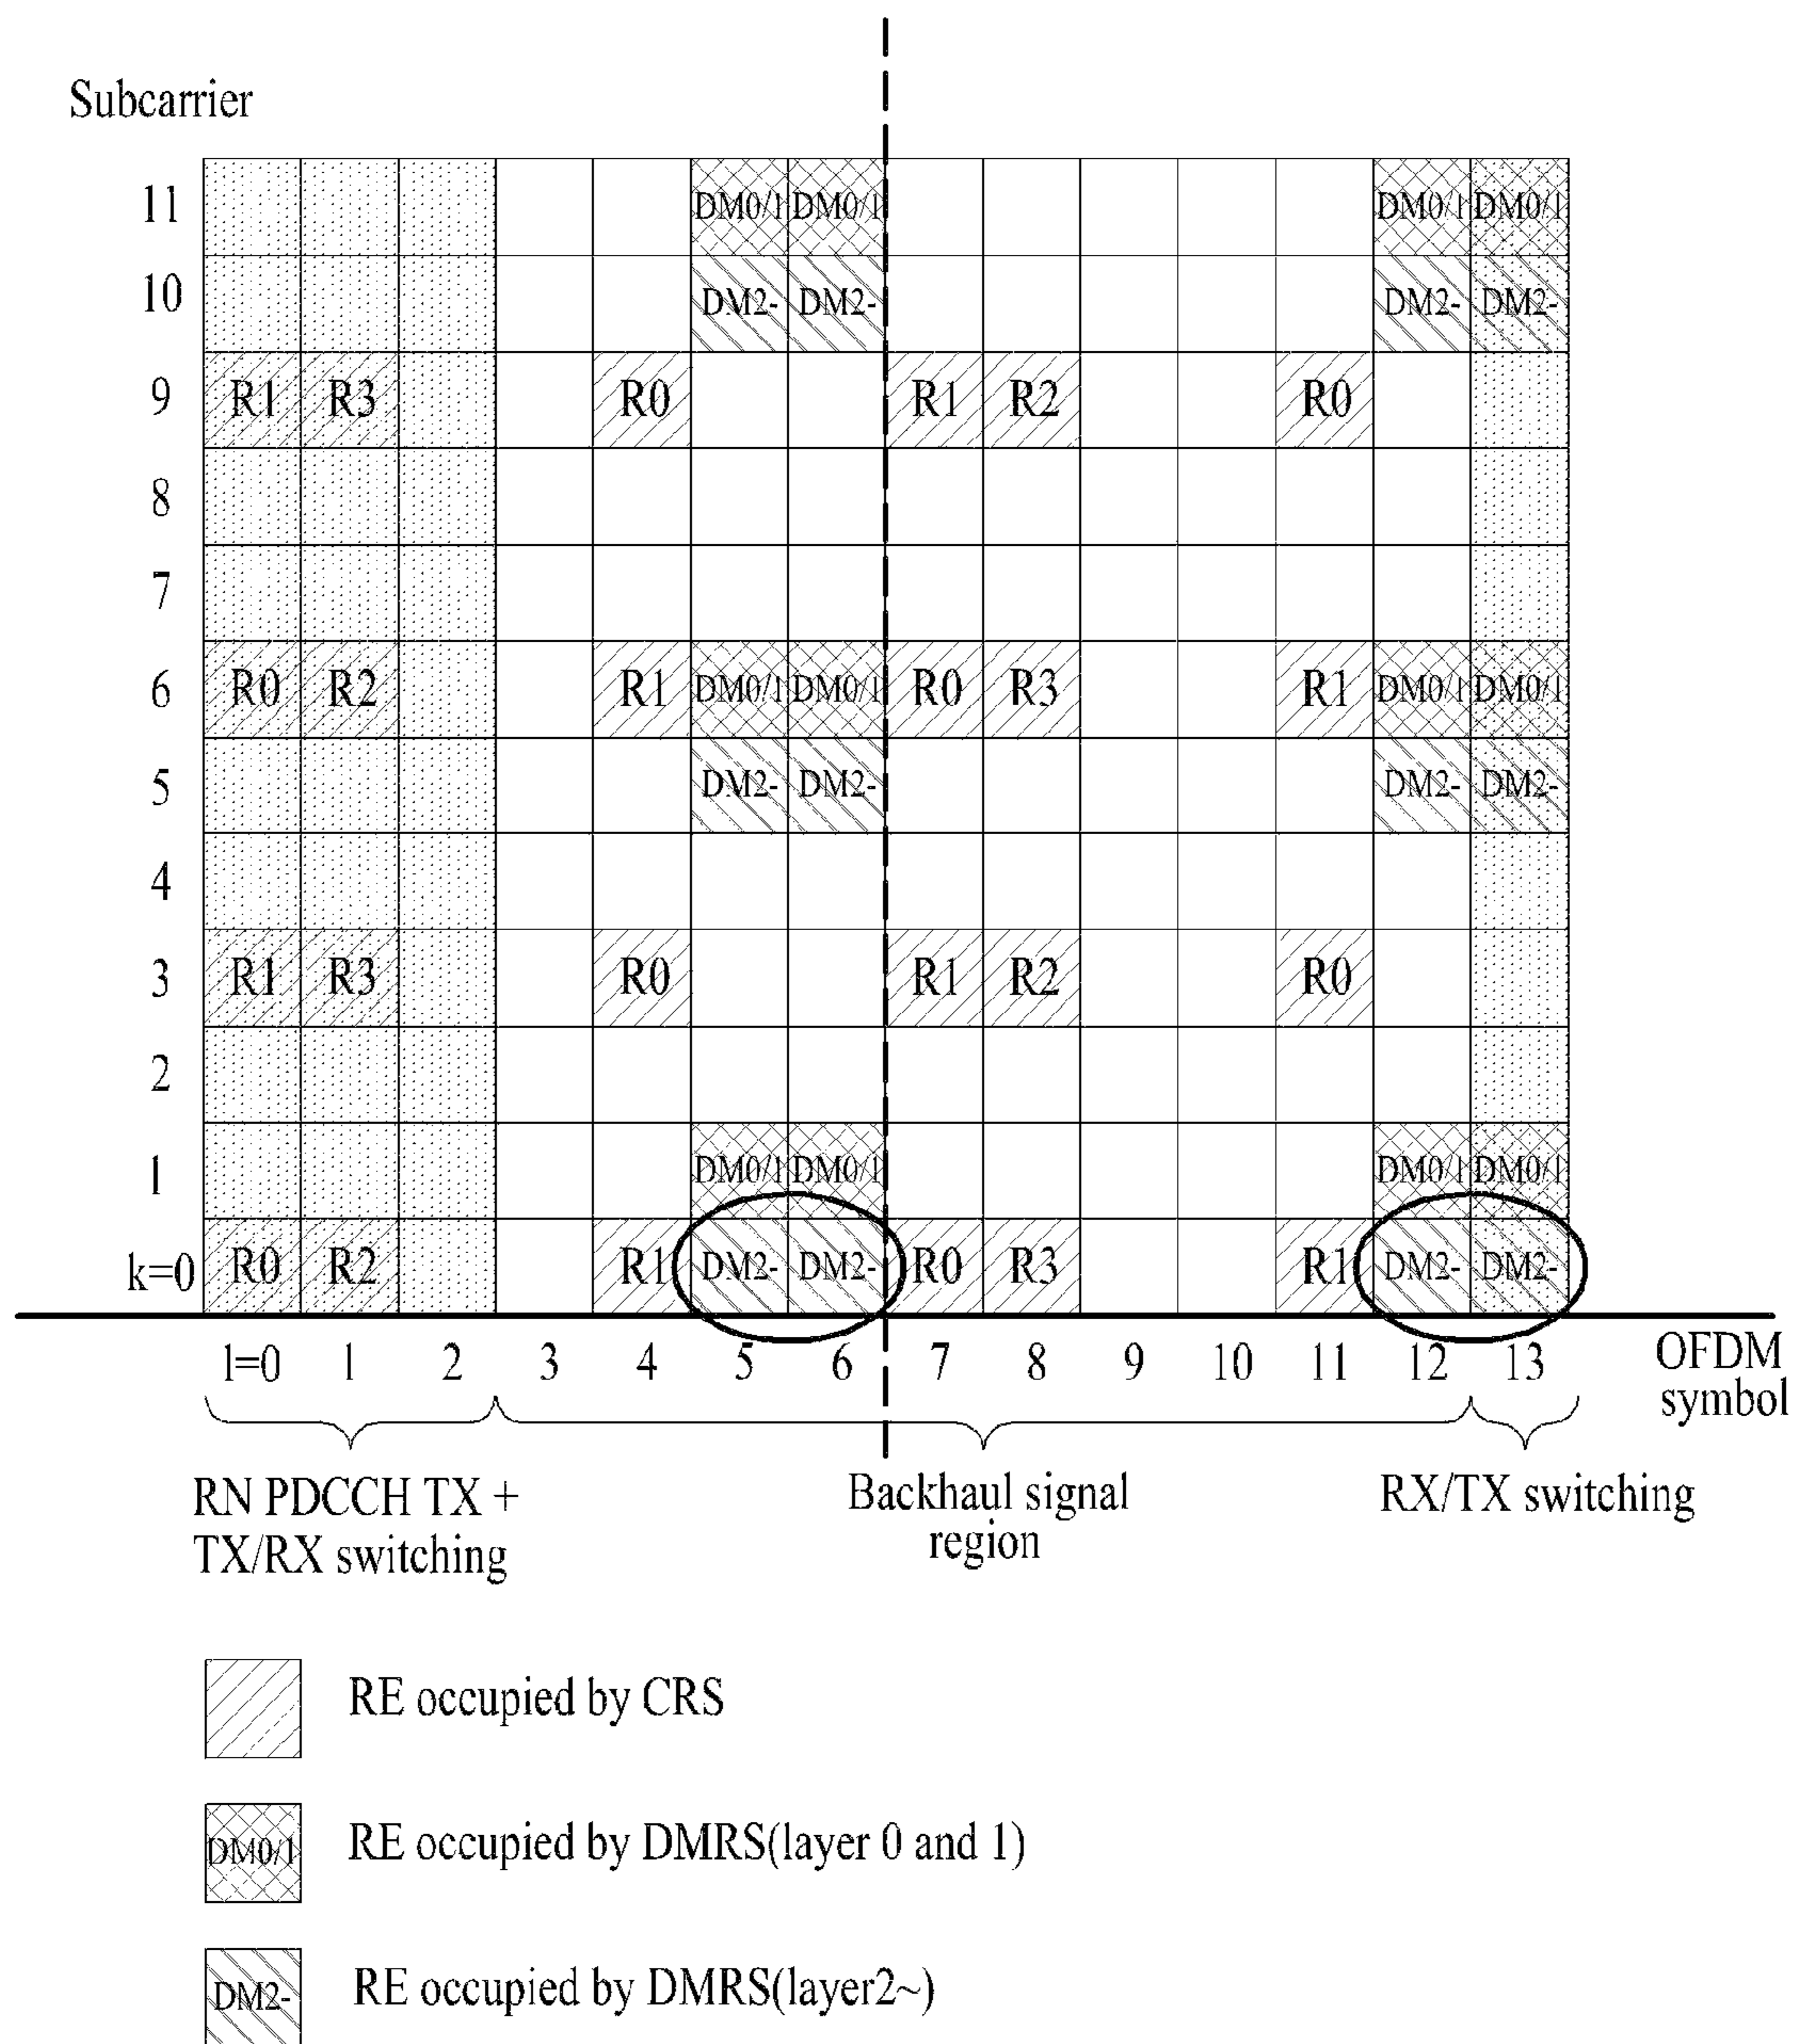 Subcarrier
11 DM0/1 DM0/1 DM0/1 DM0/1
10 DM2- DM2- DM2- DM2-
9 R1 R3 R0 R1 R2 R0
8
7
6 R0 R2 R1 DM0/1 DM0/1 R0 R3 R1 DM0/1 DM0/1
5 DM2- DM2- DM2- DM2-
4
3 R1 R3 R0 R1 R2 R0
2
1 DM0/1 DM0/1 DM0/1 DM0/1
k=0 R0 R2 R1 DM2- DM2- R0 R3 R1 DM2- DM2-
l=0 1 2 3 4 5 6 7 8 9 10 11 12 13 OFDM
symbol
RN PDCCH TX +
TX/RX switching
Backhaul signal
region
RX/TX switching
RE occupied by CRS
DM0/1 RE occupied by DMRS(layer 0 and 1)
DM2- RE occupied by DMRS(layer2~)